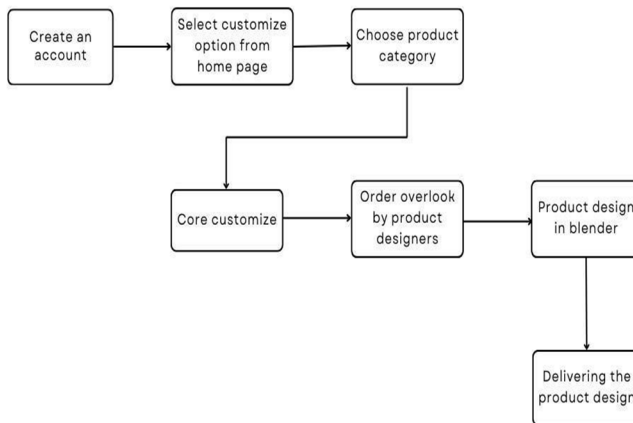 Create an
account
Select customize
option from
home page
Choose product
category
Core customize
Order overlook
by product
designers
Product design
in blender
Delivering the
product design